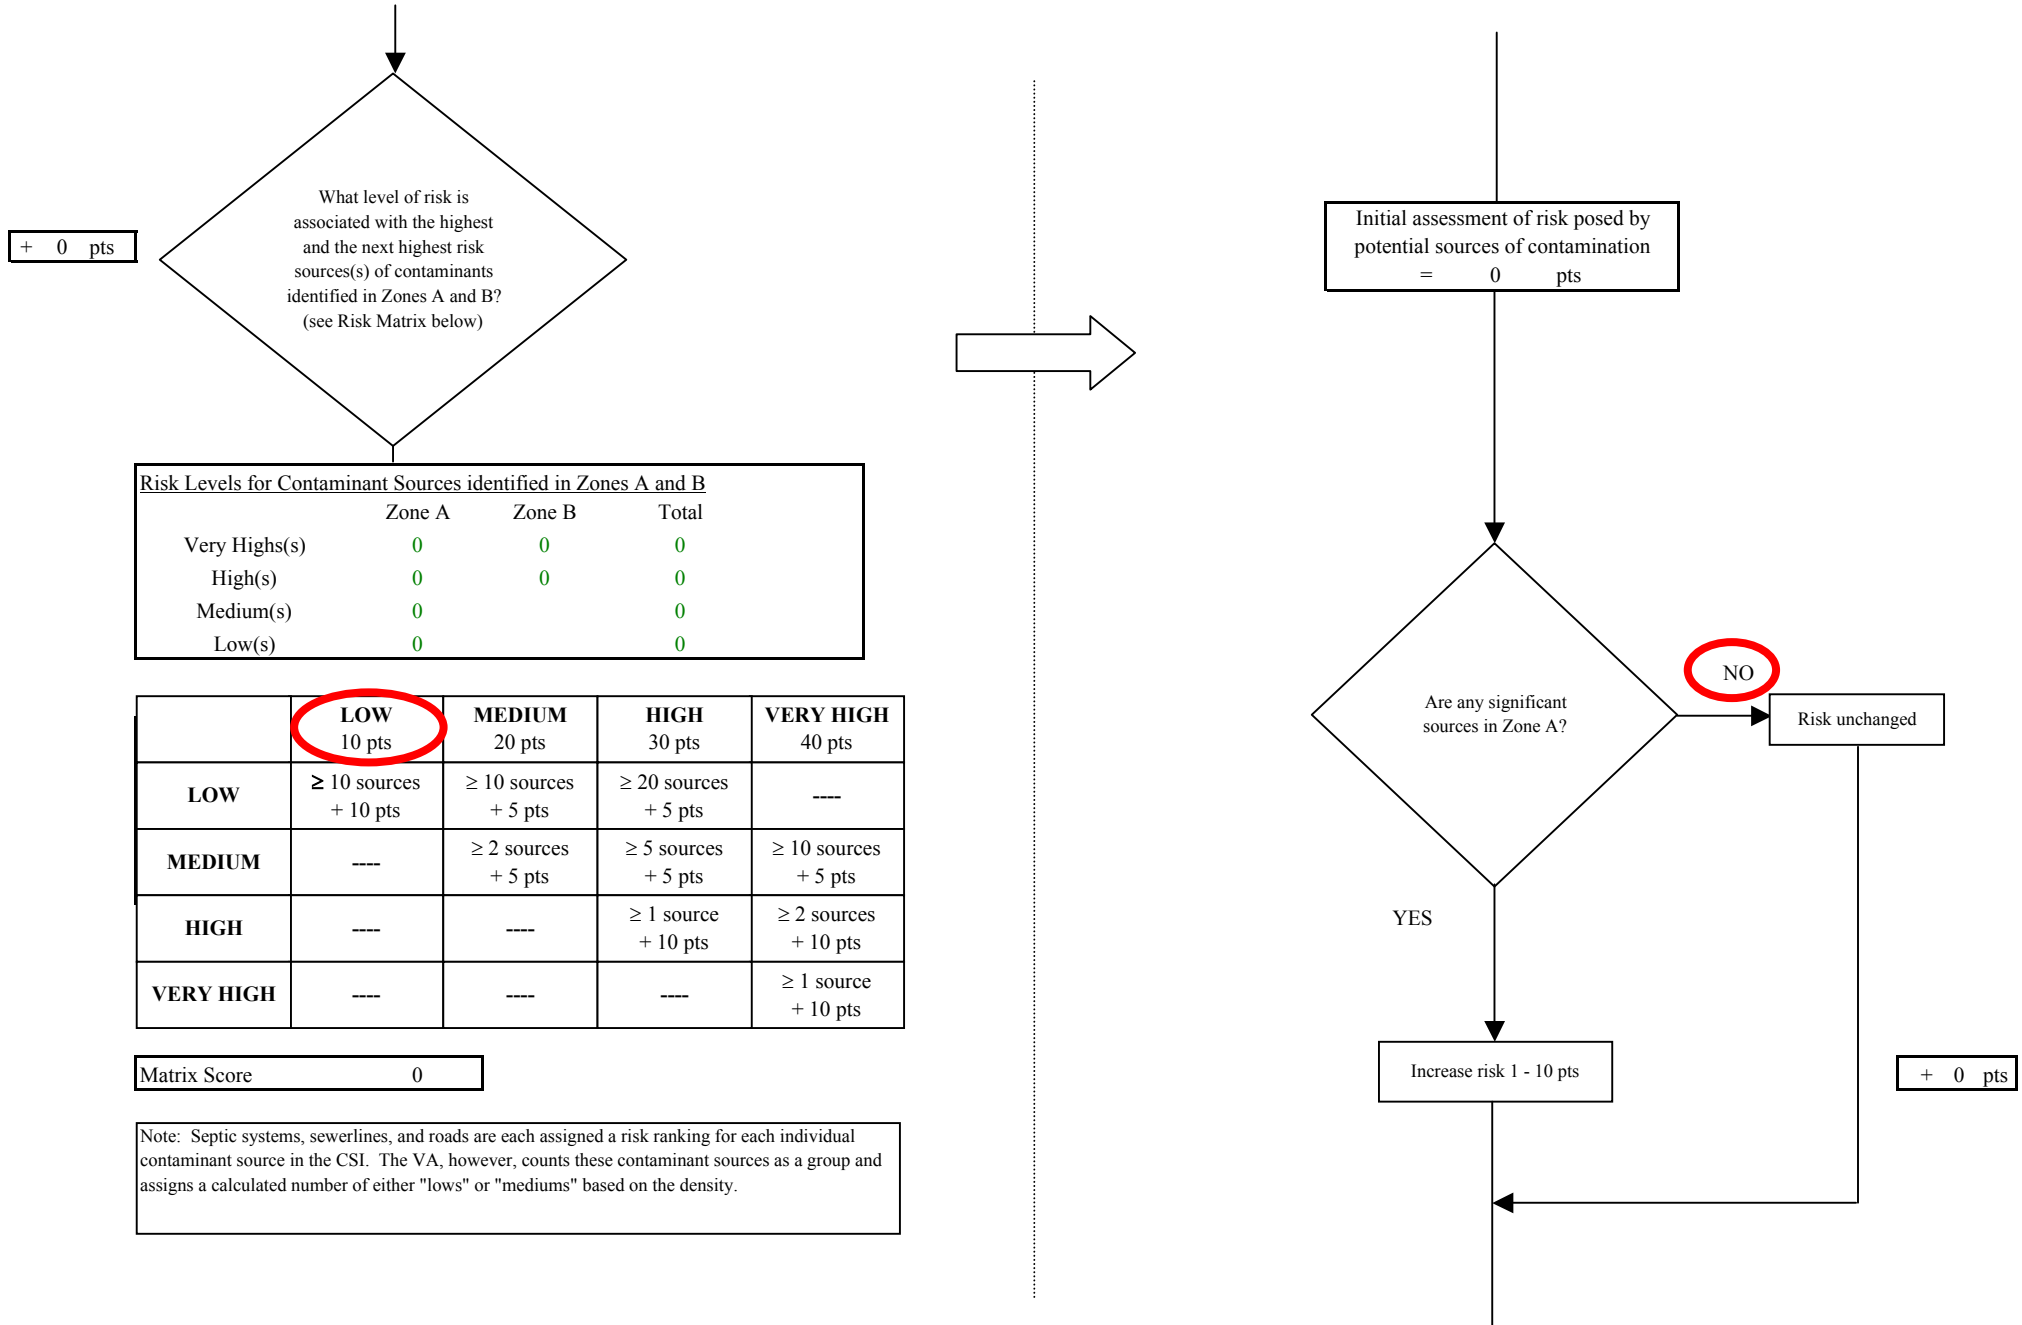 What level of risk is
associated with the highest
and the next highest risk
sources(s) of contaminants
identified in Zones A and B?
(see Risk Matrix below)
+ 0 pts
Risk Levels for Contaminant Sources identified in Zones A and B
Zone A Zone B Total
Very Highs(s) 0 0 0
High(s) 0 0 0
Medium(s) 0 0
Low(s) 0 0
LOW MEDIUM HIGH VERY HIGH
10 pts 20 pts 30 pts 40 pts
LOW ≥ 10 sources ≥ 10 sources ≥ 20 sources ----
+ 10 pts + 5 pts + 5 pts
MEDIUM ---- ≥ 2 sources ≥ 5 sources ≥ 10 sources
+ 5 pts + 5 pts + 5 pts
HIGH ---- ---- ≥ 1 source ≥ 2 sources
+ 10 pts + 10 pts
VERY HIGH ---- ---- ---- ≥ 1 source
+ 10 pts
Matrix Score 0
Note: Septic systems, sewerlines, and roads are each assigned a risk ranking for each individual
contaminant source in the CSI. The VA, however, counts these contaminant sources as a group and
assigns a calculated number of either "lows" or "mediums" based on the density.
Initial assessment of risk posed by
potential sources of contamination
= 0 pts
Are any significant
sources in Zone A?
NO
Risk unchanged
YES
Increase risk 1 - 10 pts
+ 0 pts